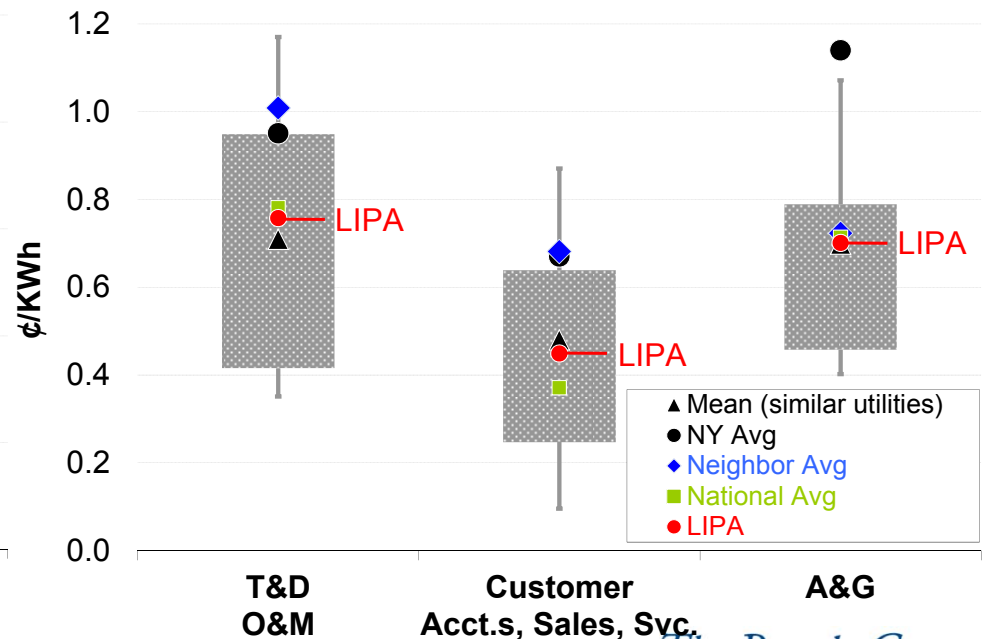 1.2
1.0
0.8
0.6
0.4
0.2
0.0
¢/KWh
LIPA
LIPA
LIPA
▲ Mean (similar utilities)
● NY Avg
◆ Neighbor Avg
■ National Avg
● LIPA
T&D
O&M
Customer
Acct.s, Sales, Svc.
A&G